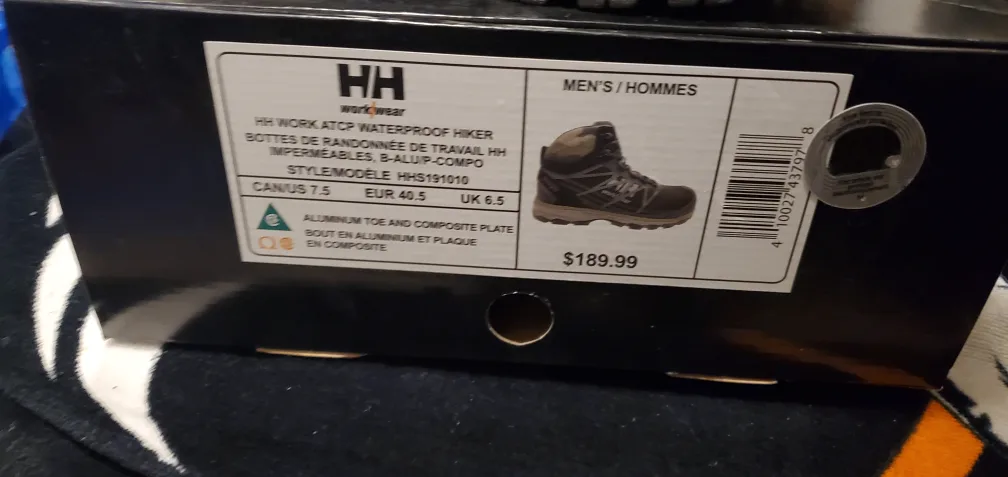 HH
workwear
HH WORK ATCP WATERPROOF HIKER
BOTTES DE RANDONNÉE DE TRAVAIL HH
IMPERMÉABLES, B-ALU/P-COMPO
STYLE/MODÈLE HHS191010
CAN/US 7.5 EUR 40.5 UK 6.5
ALUMINUM TOE AND COMPOSITE PLATE
BOUT EN ALUMINIUM ET PLAQUE
EN COMPOSITE
MEN'S / HOMMES
$189.99
4 10027 43797 8